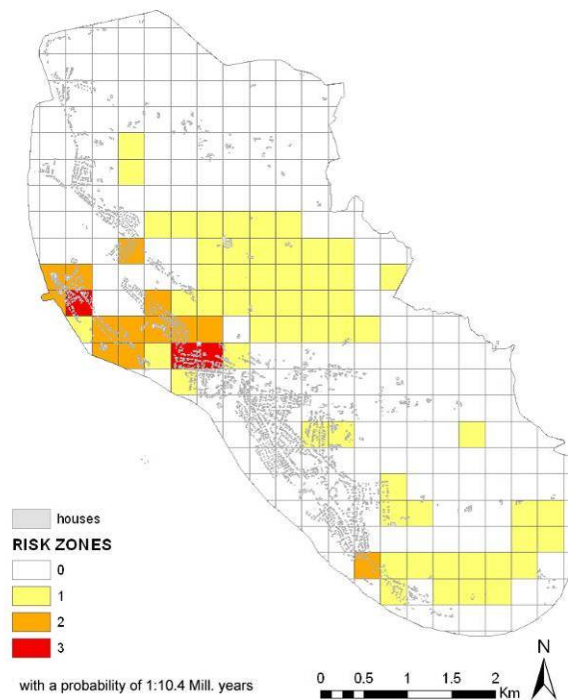 houses
RISK ZONES
0
1
2
3
with a probability of 1:10.4 Mill. years
0 0.5 1 1.5 2
Km
N